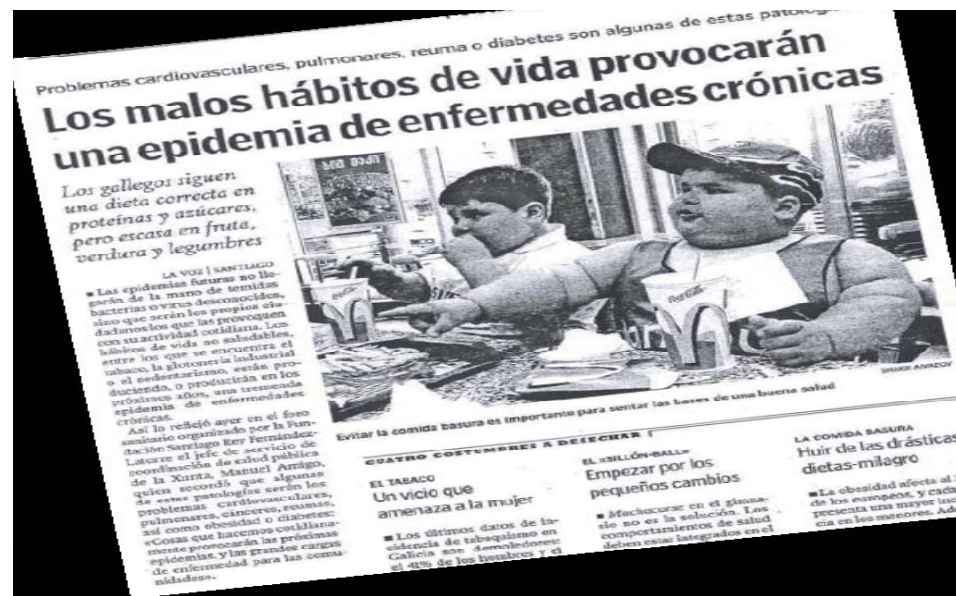 Problemas cardiovasculares, pulmonares, reuma o diabetes son algunas de estas
Los malos hábitos de vida provocarán
una epidemia de enfermedades crónicas
Los gallegos siguen
una dieta correcta en
proteínas y azúcares,
pero escasa en fruta,
verdura y legumbres
LA VOZ | SANTIAGO
■ Las epidemias futuras no lle-
garán de la mano de temidas
bacterias o virus desconocidos,
sino que serán los propios ciu-
dadanos los que las provoquen
con su actividad cotidiana. Los
hábitos de vida no saludables,
entre los que se encuentra el
tabaco, la glotonería industrial
o el sedentarismo, están pro-
duciendo, o producirán en los
próximos años, una tremenda
epidemia de enfermedades
crónicas.
Así lo reflejó ayer en el foro
sanitario organizado por la Fun-
dación Santiago Rey Fernández-
Latorre el jefe de servicio de
coordinación de salud pública
de la Xunta, Manuel Amigo,
quien recordó que algunas
de estas patologías serán los
problemas cardiovasculares,
pulmonares, cánceres, reumas,
así como obesidad o diabetes:
«Cosas que hacemos cotidiana-
mente provocarán las próximas
epidemias. Y las grandes cargas
de enfermedad para las comu-
nidades».
Coca-Cola
Coca-Cola
Evitar la comida basura es importante para sentar las bases de una buena salud
CUATRO COSTUMBRES A DESECHAR
EL TABACO
Un vicio que
amenaza a la mujer
■ Los últimos datos de in-
cidencia de tabaquismo en
Galicia son demoledores:
el 41% de los hombres y el
EL «SILLÓN-BALL»
Empezar por los
pequeños cambios
■ Machacarse en el gimna-
sio no es la solución. Los
comportamientos de salud
deben estar integrados en el
LA COMIDA BASURA
Huir de las drásticas
dietas-milagro
■ La obesidad afecta al
de los europeos, y cada
presenta una mayor
cia en los menores.